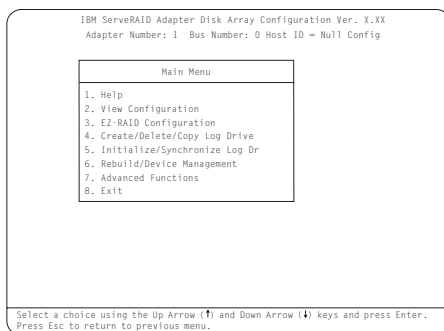 IBM ServeRAID Adapter Disk Array Configuration Ver. X.XX
Adapter Number: 1 Bus Number: 0 Host ID = Null Config
Main Menu
1. Help
2. View Configuration
3. EZ-RAID Configuration
4. Create/Delete/Copy Log Drive
5. Initialize/Synchronize Log Dr
6. Rebuild/Device Management
7. Advanced Functions
8. Exit
Select a choice using the Up Arrow (↑) and Down Arrow (↓) keys and press Enter.
Press Esc to return to previous menu.